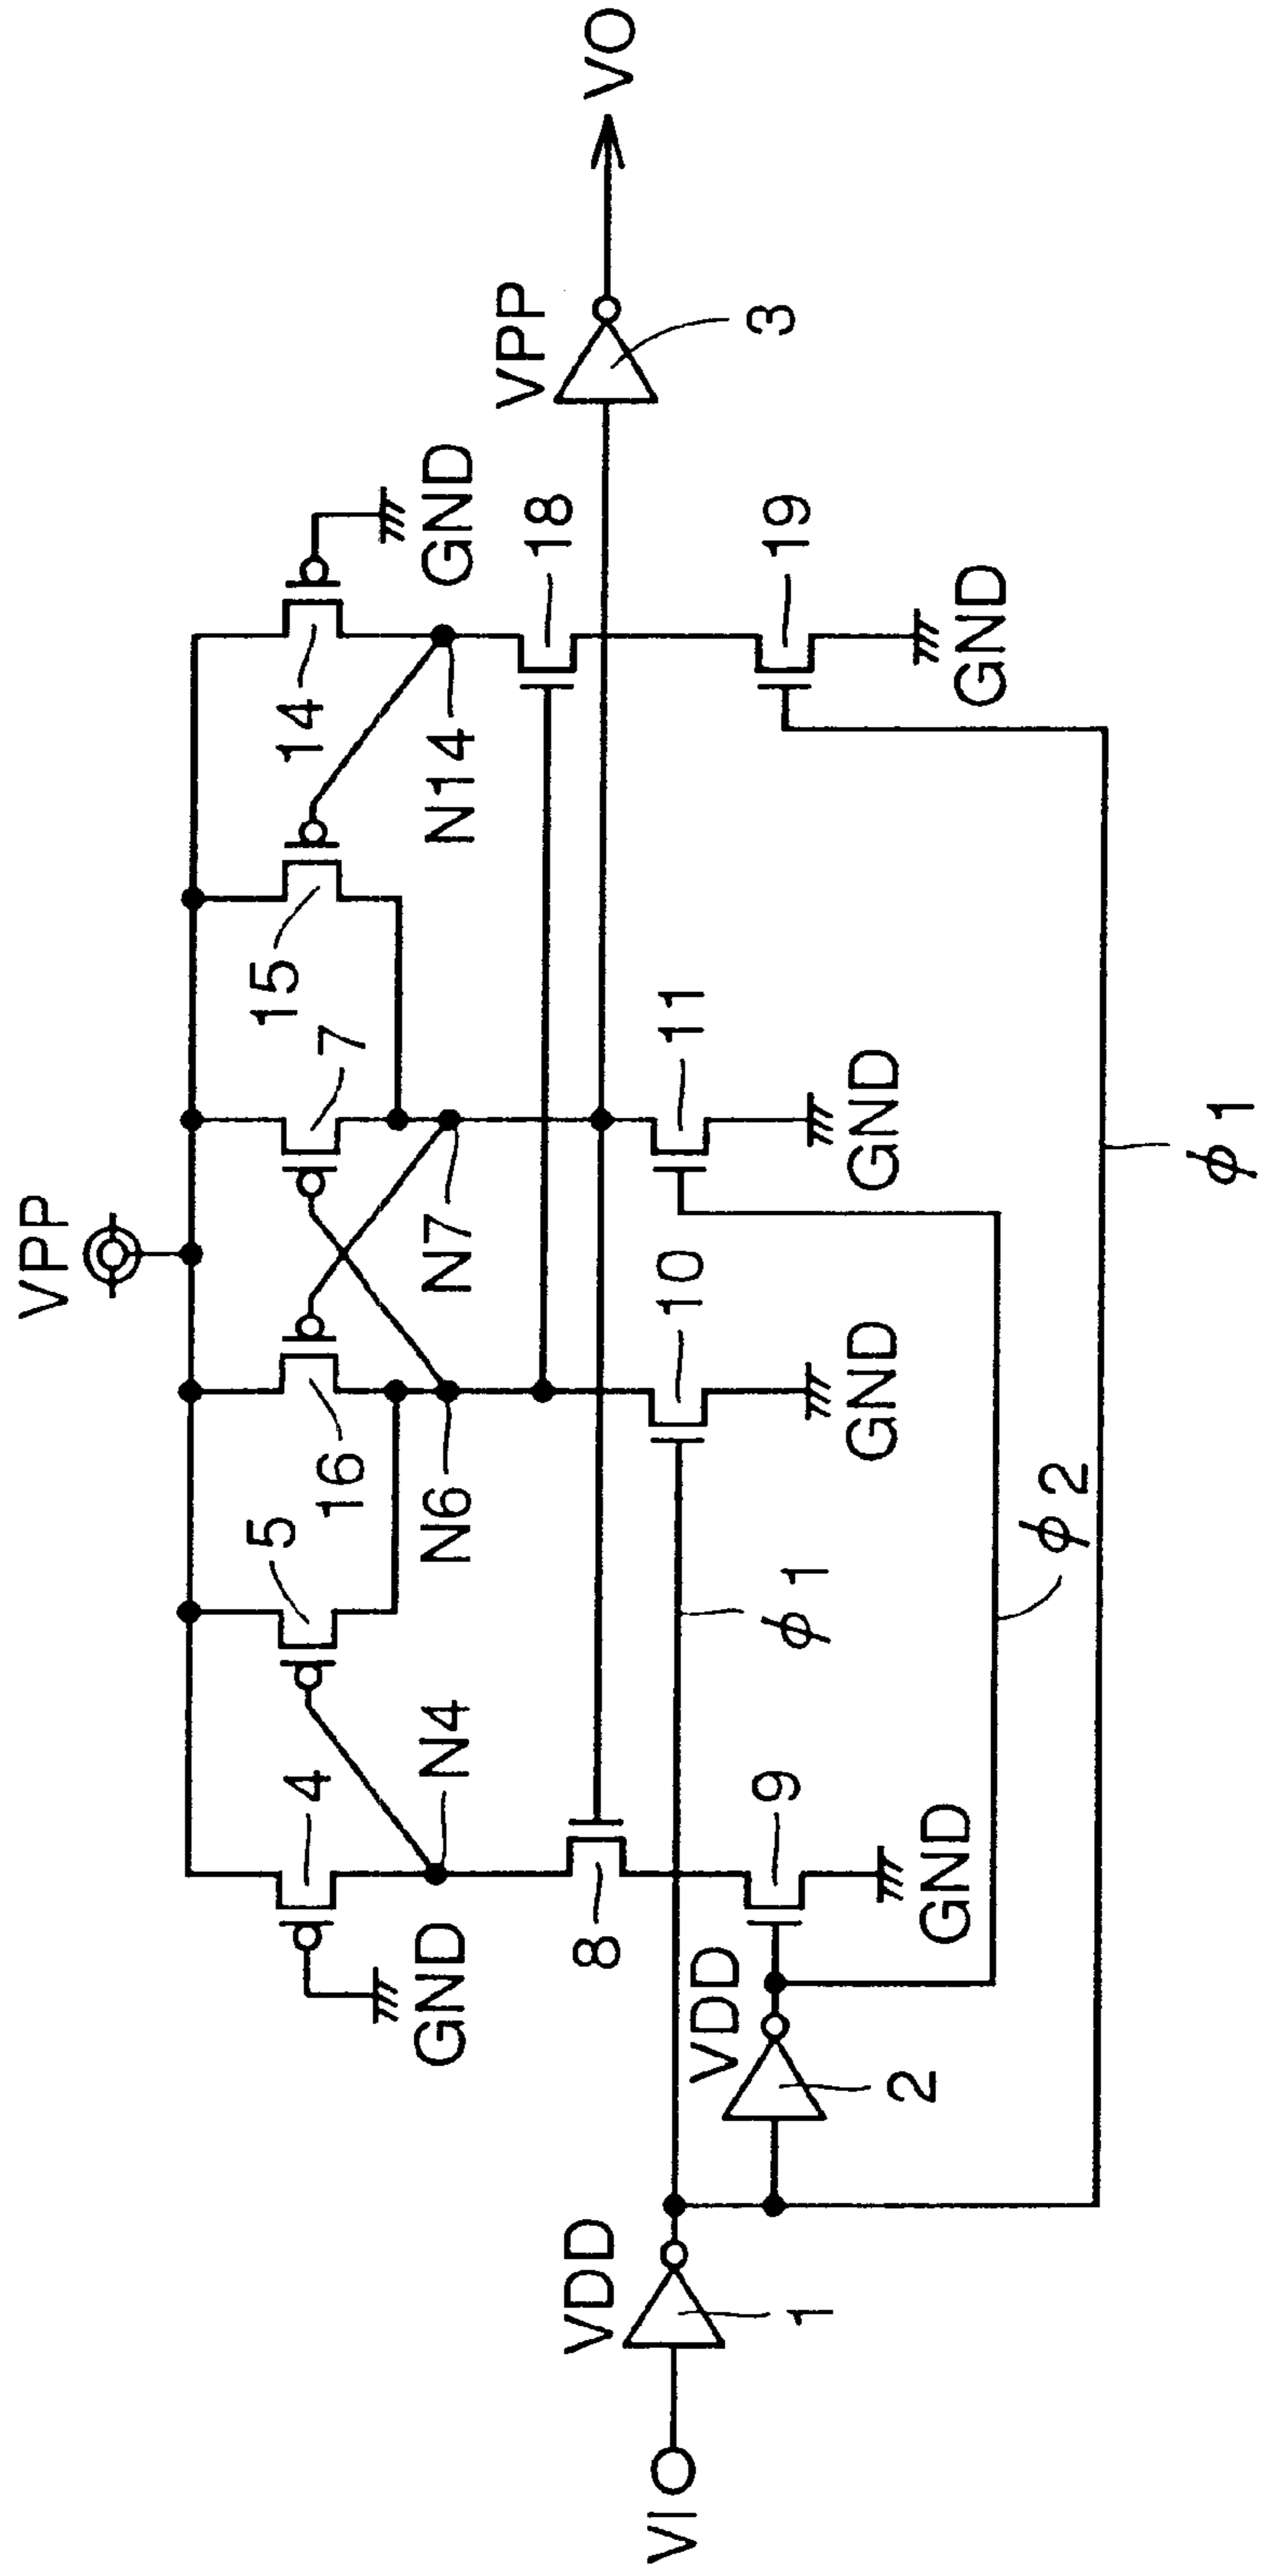 VPP
4
5
16
7
15
14
GND
N4
N6
N7
N14
GND
8
18
VPP
VO
3
VDD
VI
1
φ1
10
11
VDD
2
9
GND
GND
GND
19
GND
φ2
φ1